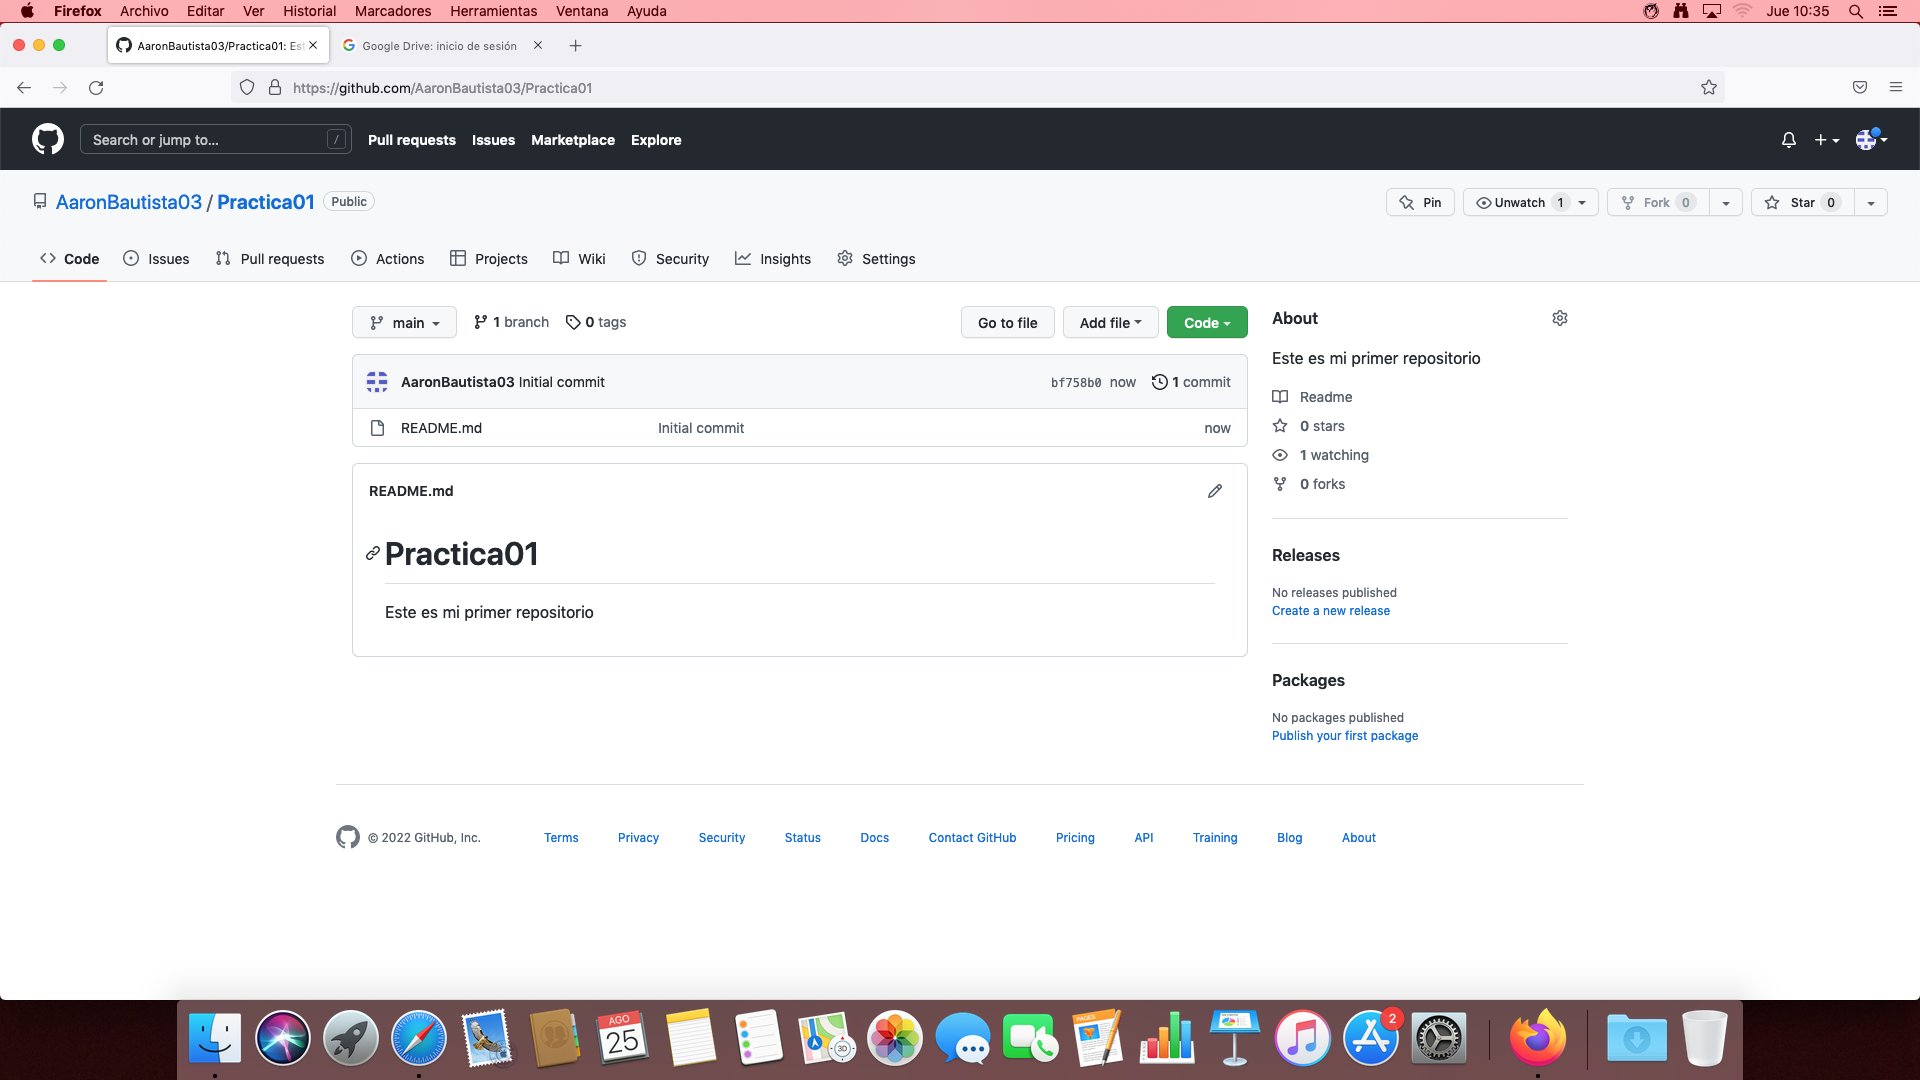 Firefox Archivo Editar Ver Historial Marcadores Herramientas Ventana Ayuda Jue 10:35
AaronBautista03/Practica01: Est Google Drive: inicio de sesión
https://github.com/AaronBautista03/Practica01
Search or jump to... / Pull requests Issues Marketplace Explore
AaronBautista03 / Practica01 Public Pin Unwatch 1 Fork 0 Star 0
Code Issues Pull requests Actions Projects Wiki Security Insights Settings
main 1 branch 0 tags Go to file Add file Code
AaronBautista03 Initial commit bf758b0 now 1 commit
README.md Initial commit now
README.md
Practica01
Este es mi primer repositorio
About
Este es mi primer repositorio
Readme
0 stars
1 watching
0 forks
Releases
No releases published
Create a new release
Packages
No packages published
Publish your first package
© 2022 GitHub, Inc. Terms Privacy Security Status Docs Contact GitHub Pricing API Training Blog About
AGO
25
3D
PAGES
2